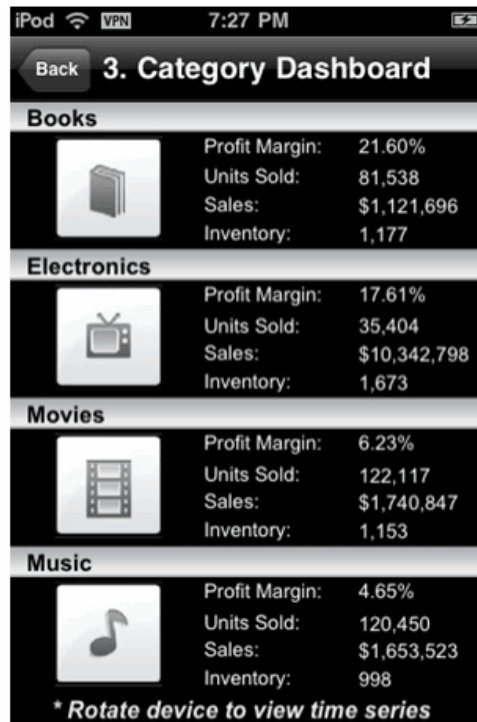 iPod VPN 7:27 PM
Back 3. Category Dashboard
Books
Profit Margin: 21.60%
Units Sold: 81,538
Sales: $1,121,696
Inventory: 1,177
Electronics
Profit Margin: 17.61%
Units Sold: 35,404
Sales: $10,342,798
Inventory: 1,673
Movies
Profit Margin: 6.23%
Units Sold: 122,117
Sales: $1,740,847
Inventory: 1,153
Music
Profit Margin: 4.65%
Units Sold: 120,450
Sales: $1,653,523
Inventory: 998
* Rotate device to view time series